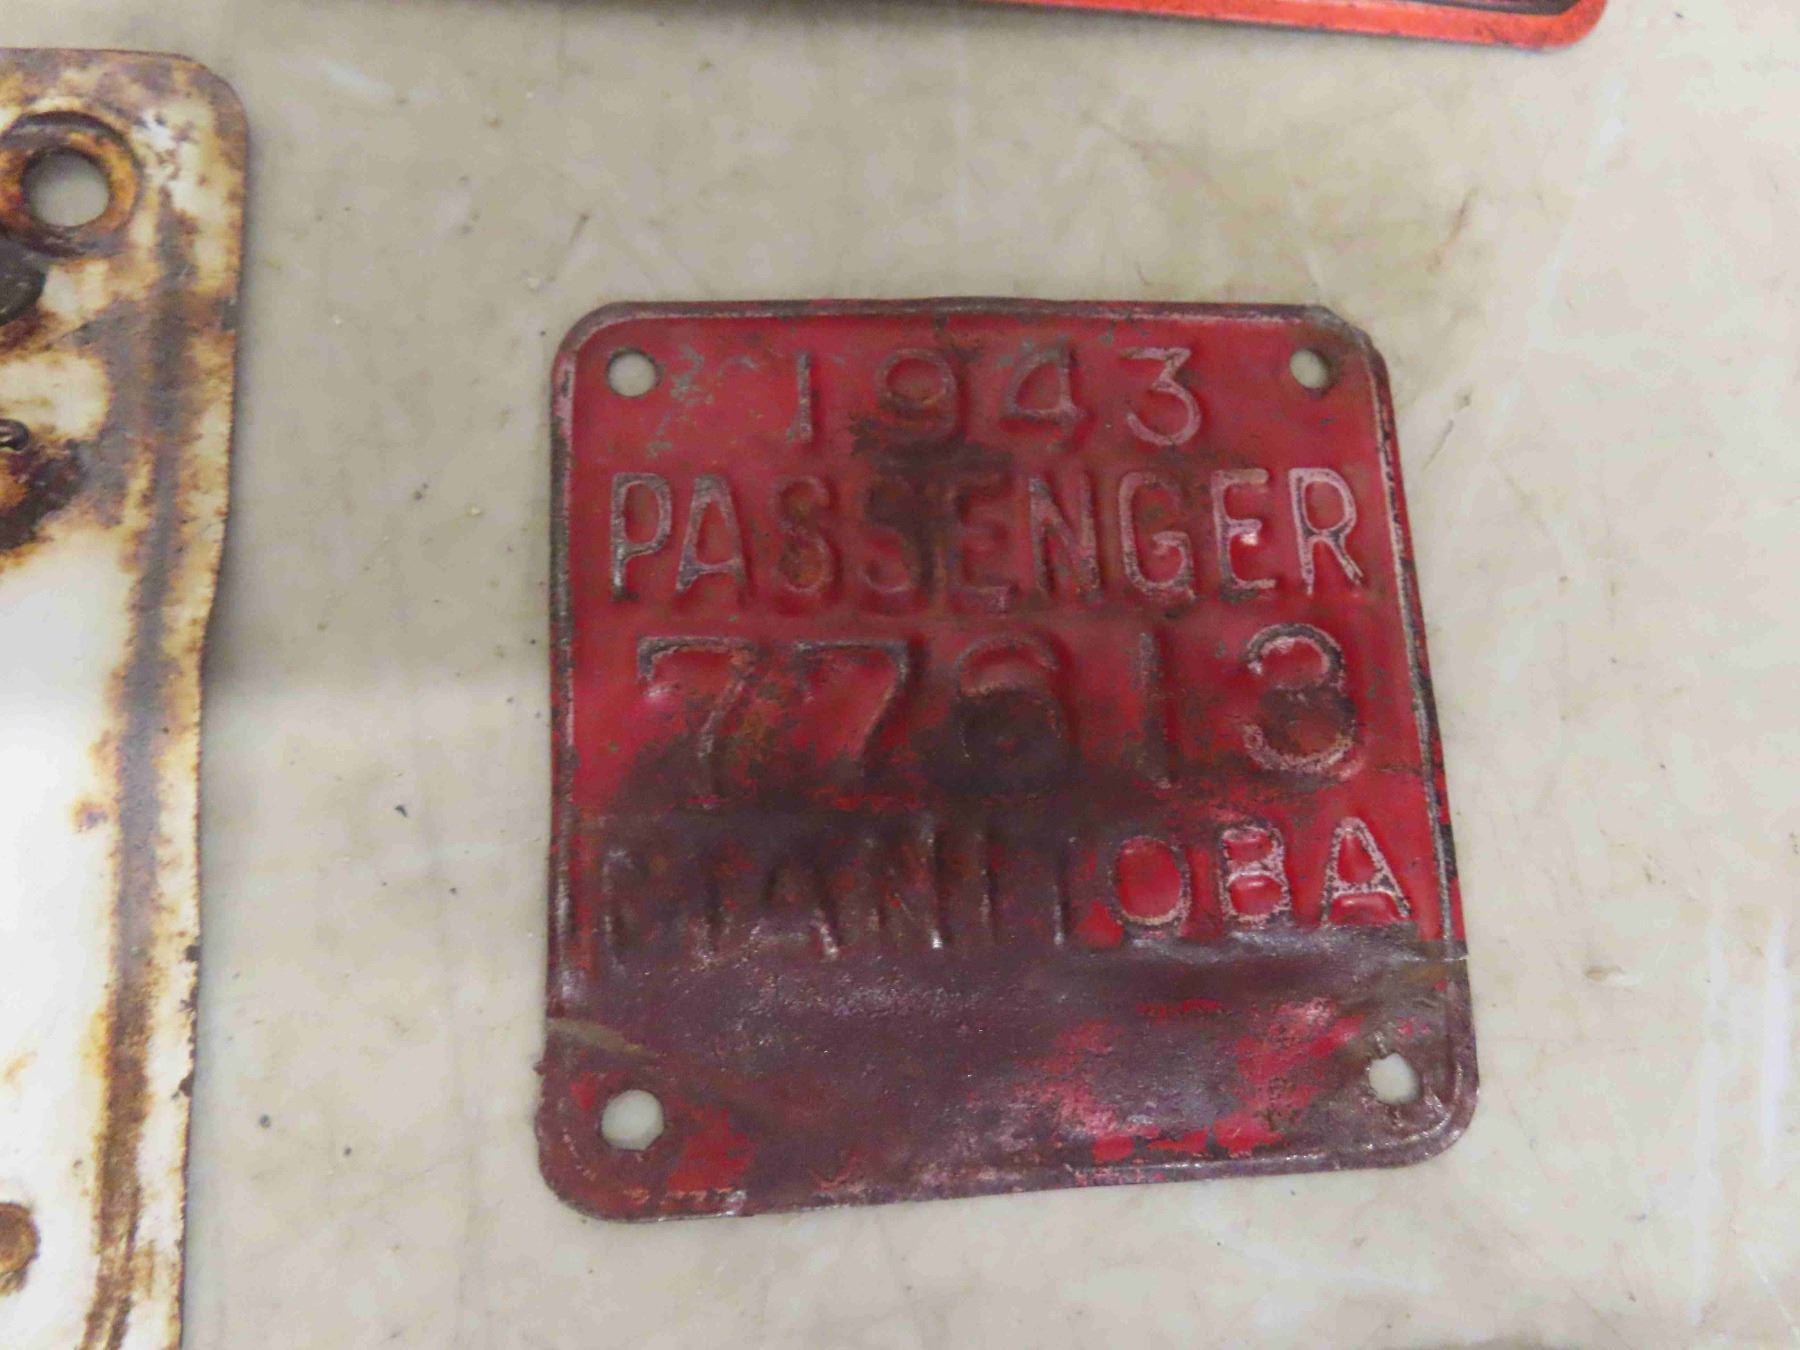 1943
PASSENGER
77613
MANITOBA